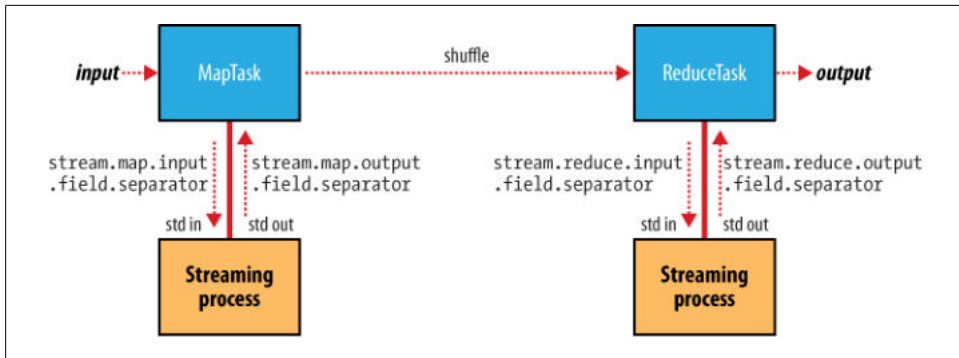 input
MapTask
shuffle
ReduceTask
output
stream.map.input
.field.separator
stream.map.output
.field.separator
stream.reduce.input
.field.separator
stream.reduce.output
.field.separator
std in
std out
std in
std out
Streaming
process
Streaming
process